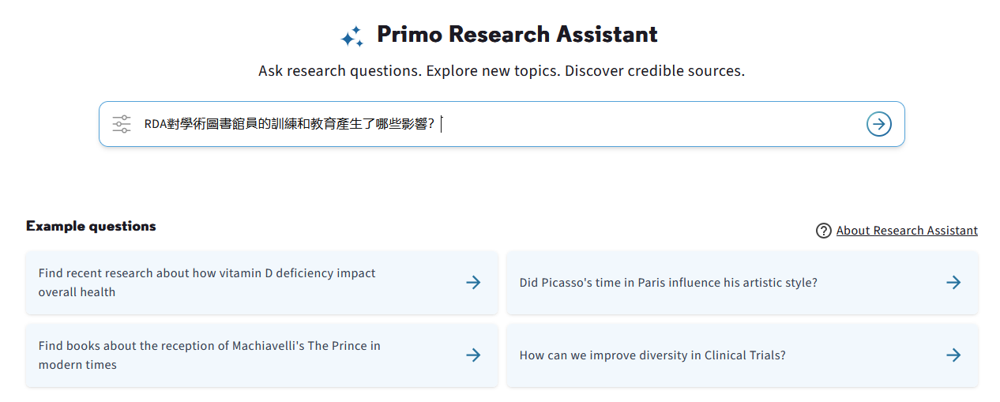 Primo Research Assistant
Ask research questions. Explore new topics. Discover credible sources.
RDA對學術圖書館員的訓練和教育產生了哪些影響？
Example questions
About Research Assistant
Find recent research about how vitamin D deficiency impact
overall health
Did Picasso's time in Paris influence his artistic style?
Find books about the reception of Machiavelli's The Prince in
modern times
How can we improve diversity in Clinical Trials?